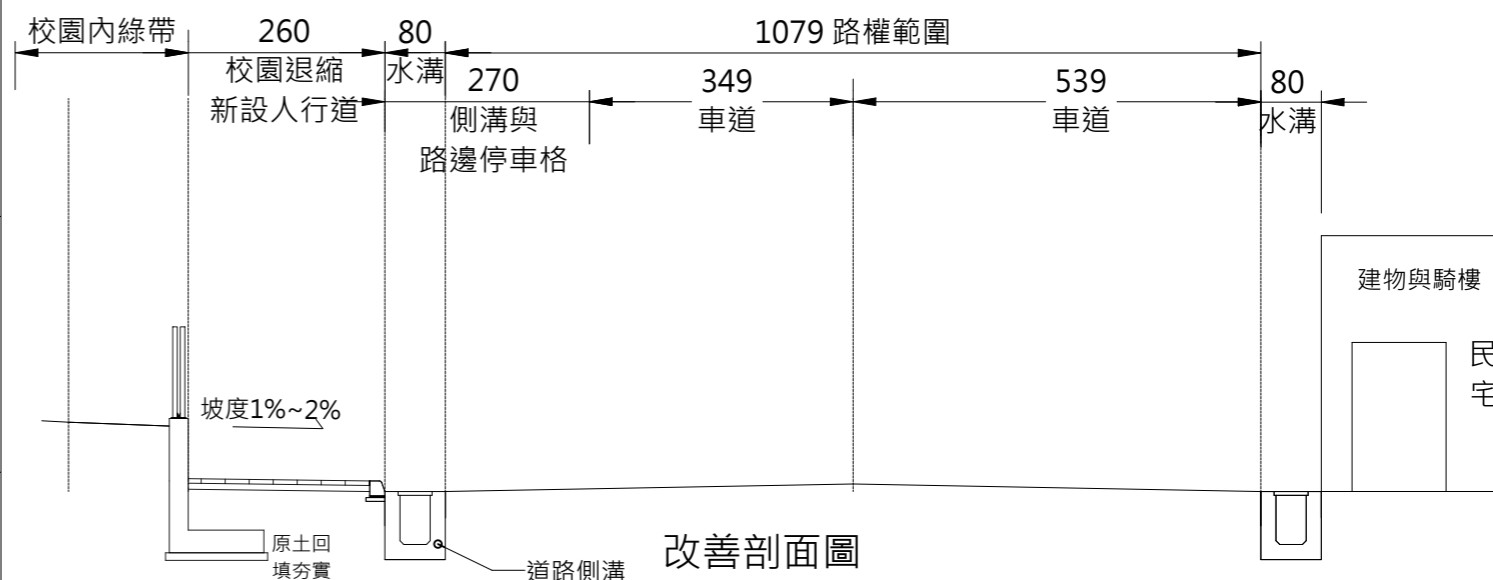 校園內綠帶
260
80
1079 路權範圍
校園退縮
新設人行道
水溝
270
側溝與
路邊停車格
349
車道
539
車道
80
水溝
建物與騎樓
民
宅
坡度1%~2%
原土回
填夯實
道路側溝
改善剖面圖